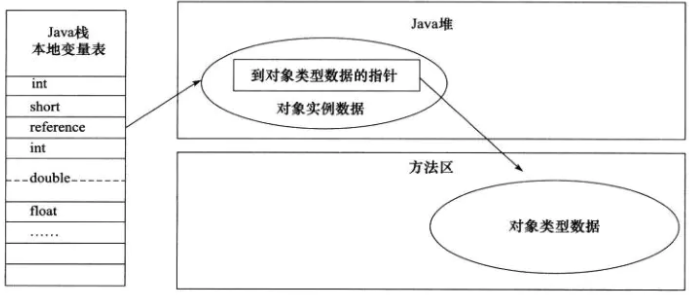 Java栈
本地变量表
int
short
reference
int
double
float
……
Java堆
到对象类型数据的指针
对象实例数据
方法区
对象类型数据